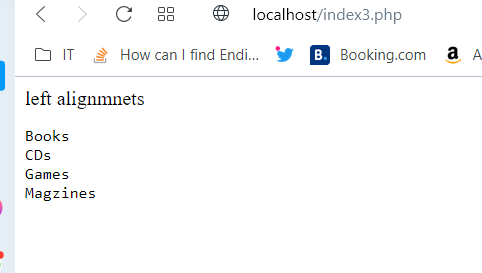 localhost/index3.php
IT How can I find Endi... B. Booking.com a A
left alignmnets
Books
CDs
Games
Magzines